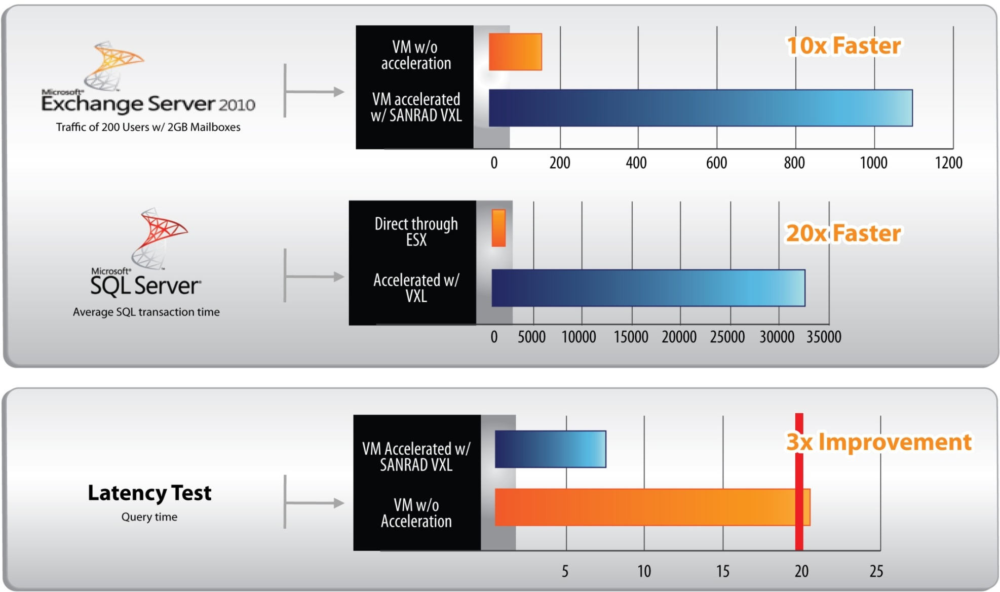 Microsoft®
Exchange Server 2010
Traffic of 200 Users w/ 2GB Mailboxes
VM w/o
acceleration
VM accelerated
w/ SANRAD VXL
10x Faster
0 200 400 600 800 1000 1200
Microsoft®
SQL Server®
Average SQL transaction time
Direct through
ESX
Accelerated w/
VXL
20x Faster
0 5000 10000 15000 20000 25000 30000 35000
Latency Test
Query time
VM Accelerated w/
SANRAD VXL
VM w/o
Acceleration
3x Improvement
5 10 15 20 25